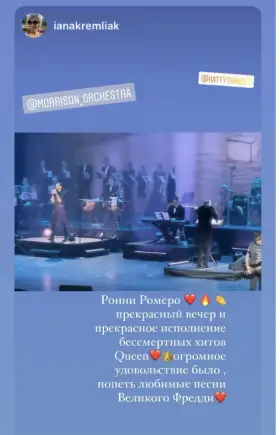 ianakremliak
@MORRISON_ORCHESTRA
Ронни Ромеро ❤️🔥👏
прекрасный вечер и
прекрасное исполнение
бессмертных хитов
Queen❤️👍огромное
удовольствие было ,
попеть любимые песни
Великого Фредди❤️